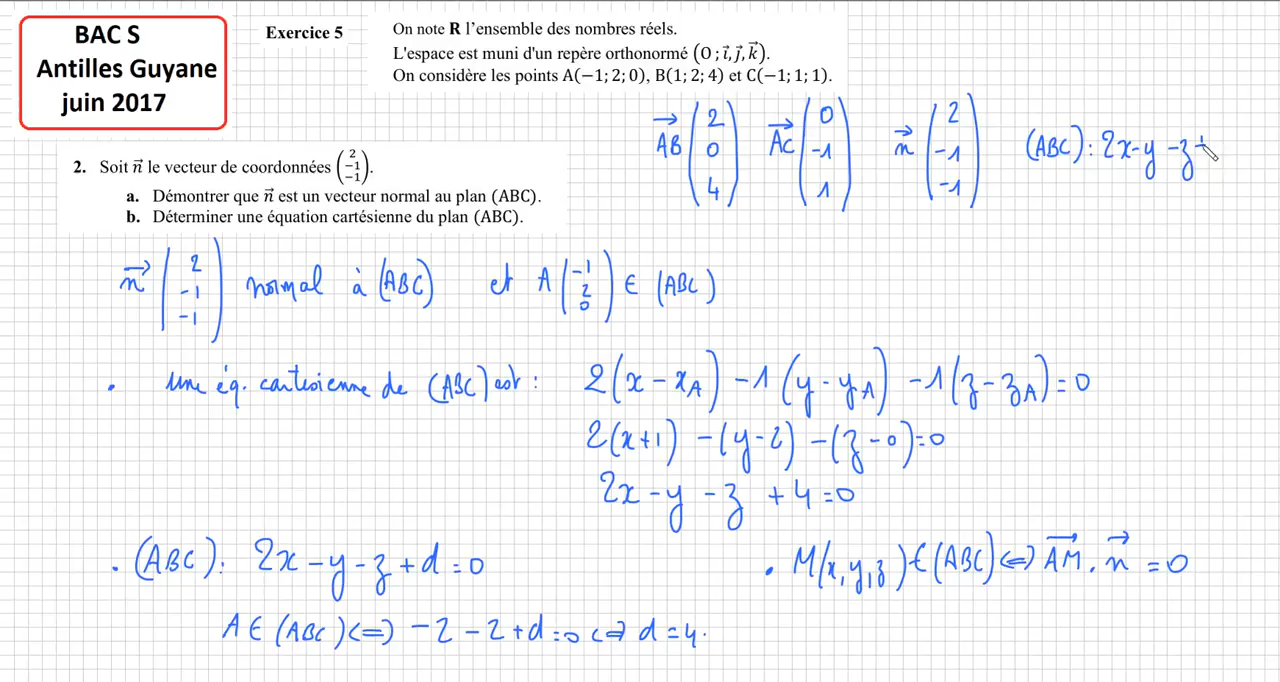 BAC S
Antilles Guyane
juin 2017
Exercice 5
On note R l'ensemble des nombres réels.
L'espace est muni d'un repère orthonormé (O ; i⃗, j⃗, k⃗).
On considère les points A(−1; 2; 0), B(1; 2; 4) et C(−1; 1; 1).
AB⃗ (2 0 4) AC⃗ (0 -1 1) n⃗ (2 -1 -1) (ABC) : 2x-y-z+
2. Soit n⃗ le vecteur de coordonnées (2 −1 −1).
a. Démontrer que n⃗ est un vecteur normal au plan (ABC).
b. Déterminer une équation cartésienne du plan (ABC).
n⃗ (2 -1 -1) normal à (ABC) et A (-1 2 0) ∈ (ABC)
• Une éq. cartésienne de (ABC) est : 2(x - x_A) - 1(y - y_A) - 1(z - z_A) = 0
2(x+1) - (y-2) - (z-0) = 0
2x - y - z + 4 = 0
• (ABC) : 2x - y - z + d = 0
A ∈ (ABC) <=> -2 - 2 + d = 0 <=> d = 4.
• M(x, y, z) ∈ (ABC) <=> AM⃗ . n⃗ = 0